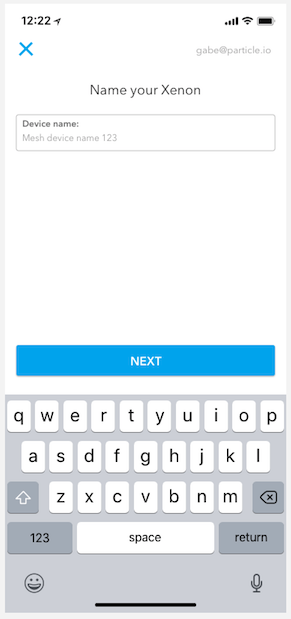 12:22
gabe@particle.io
Name your Xenon
Device name:
Mesh device name 123
NEXT
q w e r t y u i o p
a s d f g h j k l
z x c v b n m
123 space return